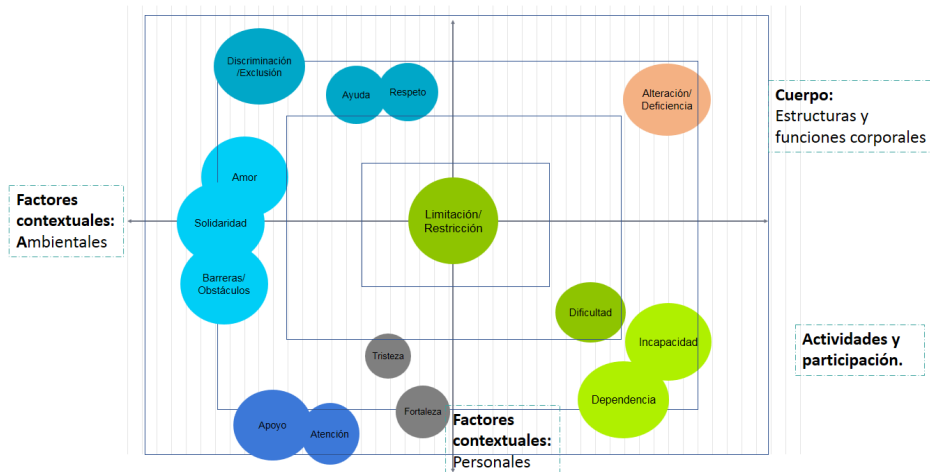 Discriminación
/Exclusión
Ayuda
Respeto
Alteración/
Deficiencia
Cuerpo:
Estructuras y
funciones corporales
Amor
Solidaridad
Barreras/
Obstáculos
Factores
contextuales:
Ambientales
Limitación/
Restricción
Dificultad
Incapacidad
Dependencia
Actividades y
participación.
Tristeza
Fortaleza
Apoyo
Atención
Factores
contextuales:
Personales